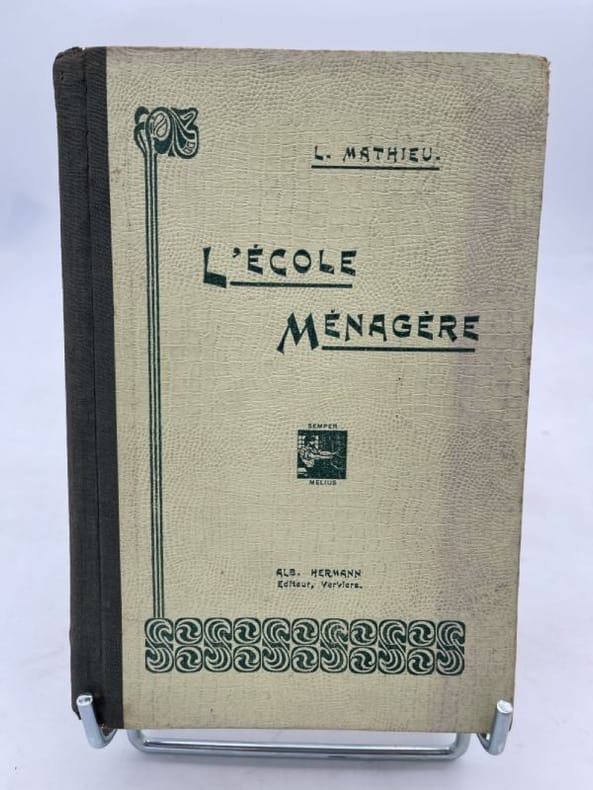 L. MATHIEU.
L'ÉCOLE
MÉNAGÈRE
SEMPER
MELIUS
ALB. HERMANN
Editeur, Verviers.